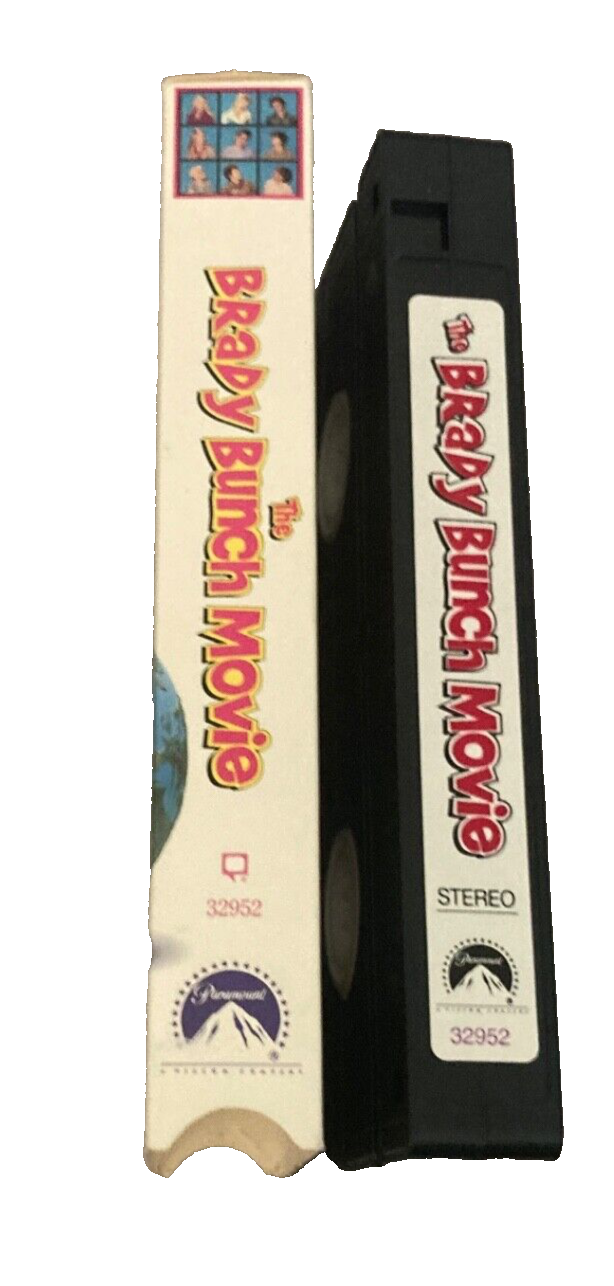 The
BRaDY BuncH MoVie
32952
Paramount
The BRaDY BuncH MoVie
STEREO
Paramount
32952